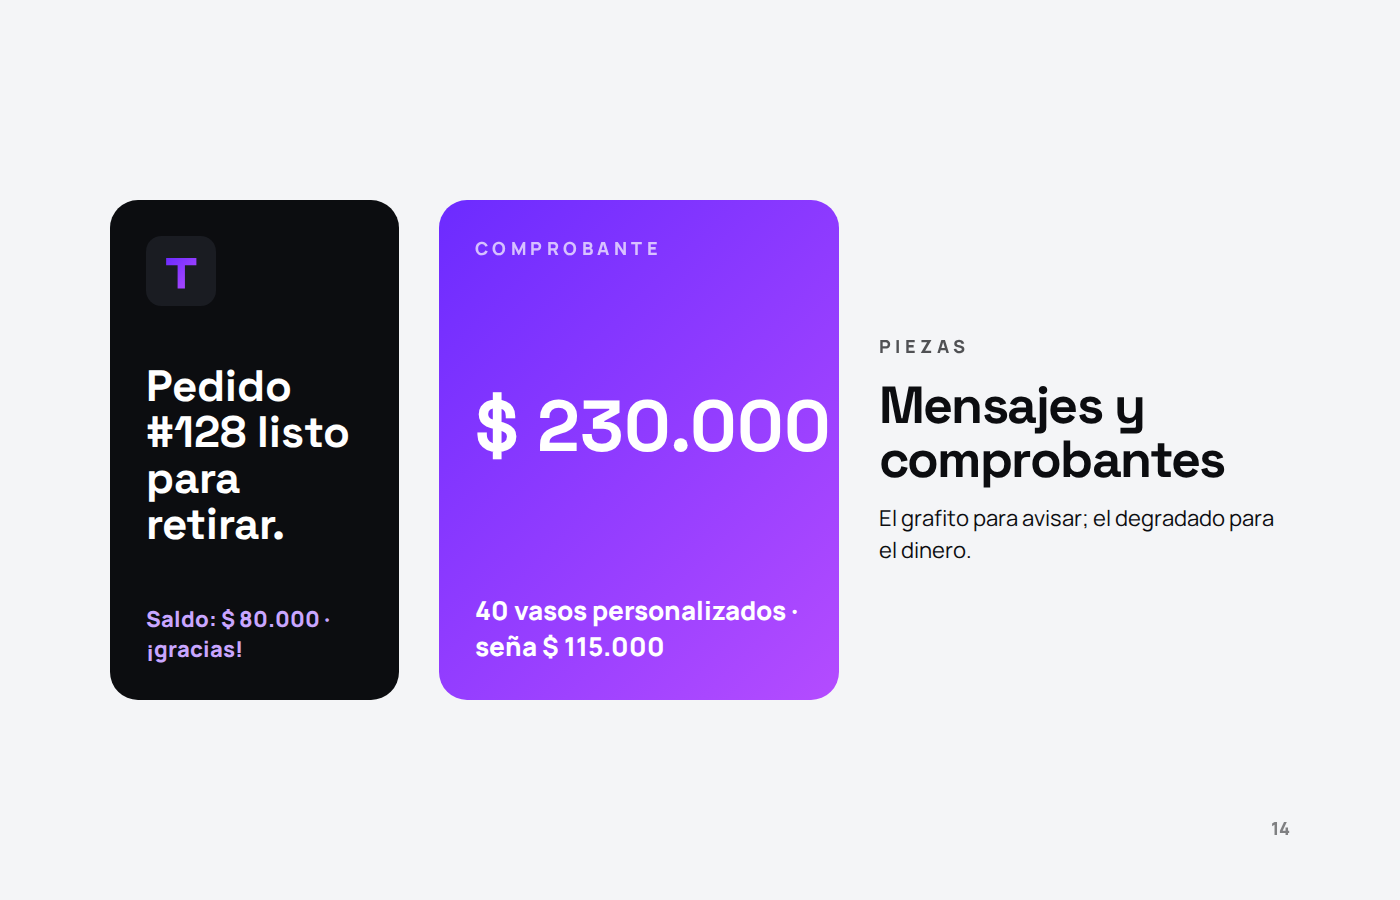 T
Pedido
#128 listo
para
retirar.
Saldo: $ 80.000 ·
¡gracias!
COMPROBANTE
$ 230.000
40 vasos personalizados ·
seña $ 115.000
PIEZAS
Mensajes y
comprobantes
El grafito para avisar; el degradado para
el dinero.
14